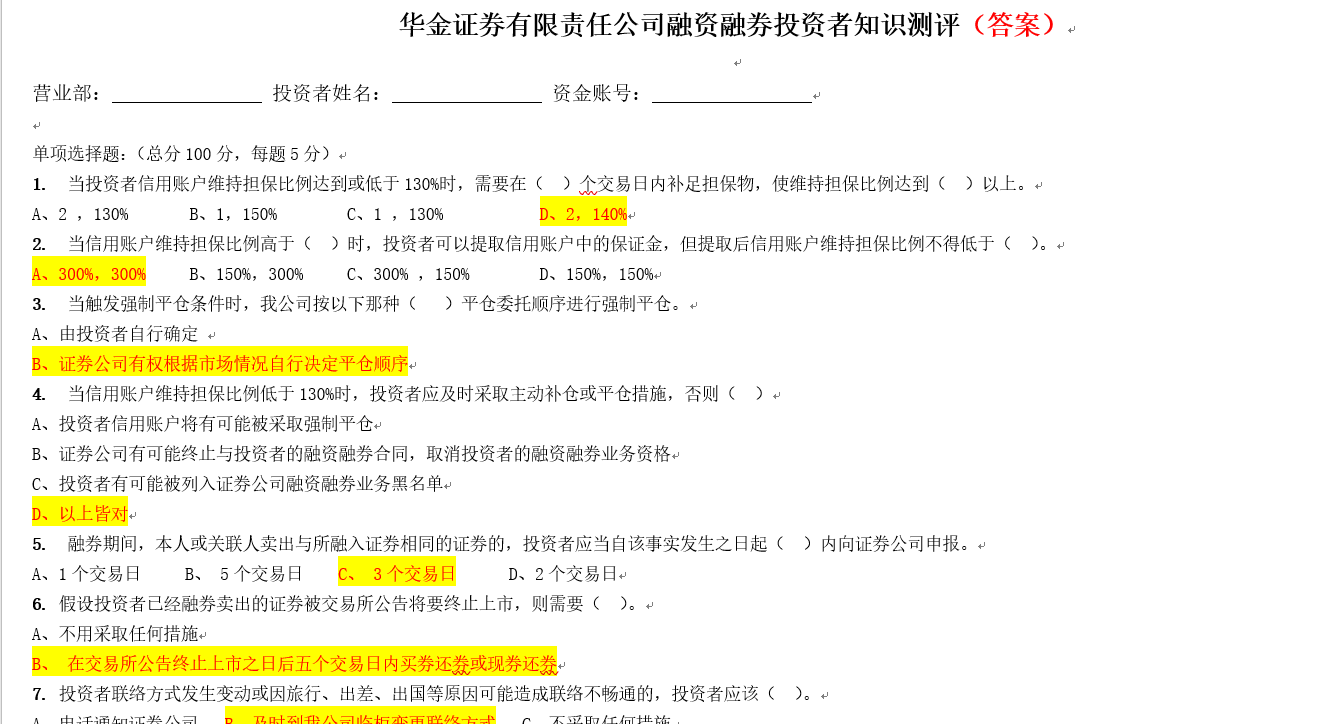 华金证券有限责任公司融资融券投资者知识测评（答案）
营业部：______________ 投资者姓名：______________ 资金账号：_______________
单项选择题：（总分 100 分，每题 5 分）
1. 当投资者信用账户维持担保比例达到或低于 130%时，需要在（ ）个交易日内补足担保物，使维持担保比例达到（ ）以上。
A、2 ，130% B、1，150% C、1 ，130% D、2，140%
2. 当信用账户维持担保比例高于（ ）时，投资者可以提取信用账户中的保证金，但提取后信用账户维持担保比例不得低于（ ）。
A、300%，300% B、150%，300% C、300% ，150% D、150%，150%
3. 当触发强制平仓条件时，我公司按以下那种（ ）平仓委托顺序进行强制平仓。
A、由投资者自行确定
B、证券公司有权根据市场情况自行决定平仓顺序
4. 当信用账户维持担保比例低于 130%时，投资者应及时采取主动补仓或平仓措施，否则（ ）
A、投资者信用账户将有可能被采取强制平仓
B、证券公司有可能终止与投资者的融资融券合同，取消投资者的融资融券业务资格
C、投资者有可能被列入证券公司融资融券业务黑名单
D、以上皆对
5. 融券期间，本人或关联人卖出与所融入证券相同的证券的，投资者应当自该事实发生之日起（ ）内向证券公司申报。
A、1 个交易日 B、 5 个交易日 C、 3 个交易日 D、2 个交易日
6. 假设投资者已经融券卖出的证券被交易所公告将要终止上市，则需要（ ）。
A、不用采取任何措施
B、 在交易所公告终止上市之日后五个交易日内买券还券或现券还券
7. 投资者联络方式发生变动或因旅行、出差、出国等原因可能造成联络不畅通的，投资者应该（ ）。
A、电话通知证券公司 B、及时到我公司临柜变更联络方式 C、不采取任何措施